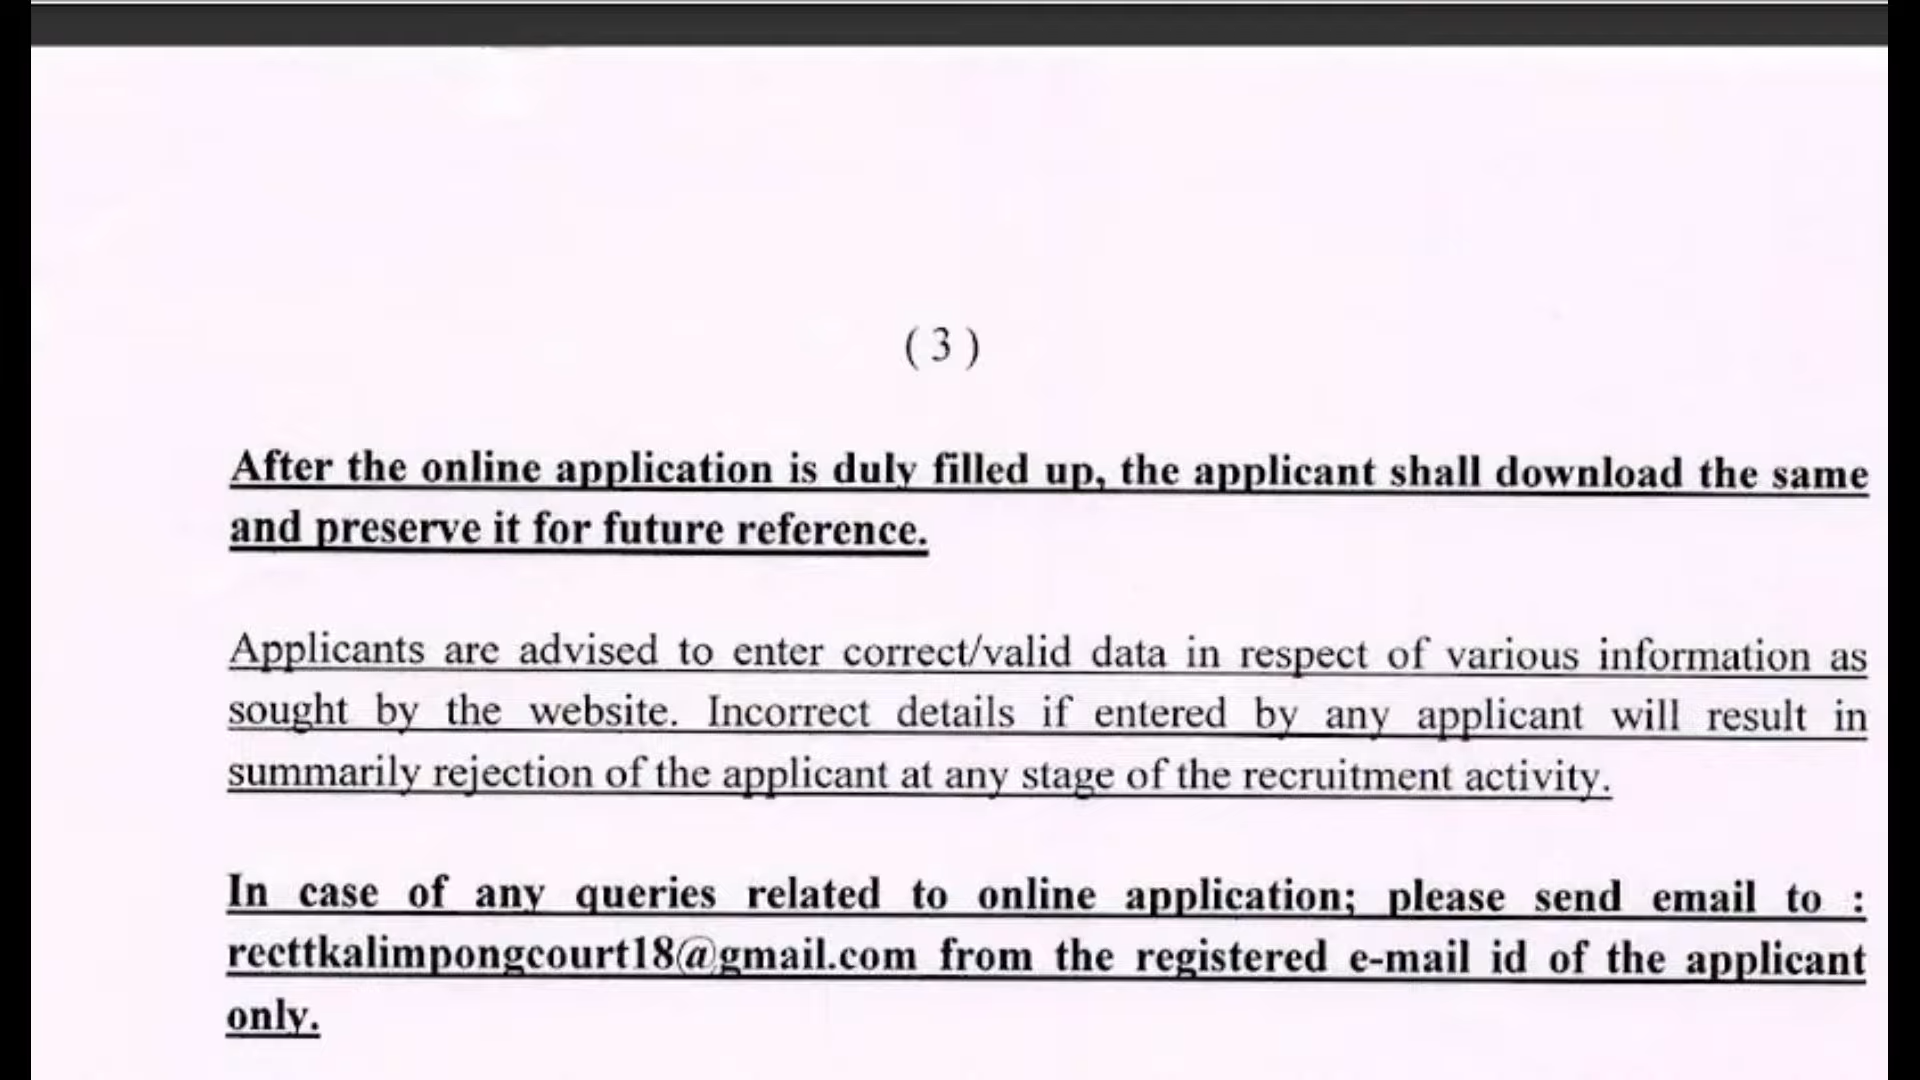 ( 3 )
After the online application is duly filled up, the applicant shall download the same
and preserve it for future reference.
Applicants are advised to enter correct/valid data in respect of various information as
sought by the website. Incorrect details if entered by any applicant will result in
summarily rejection of the applicant at any stage of the recruitment activity.
In case of any queries related to online application; please send email to :
recttkalimpongcourt18@gmail.com from the registered e-mail id of the applicant
only.